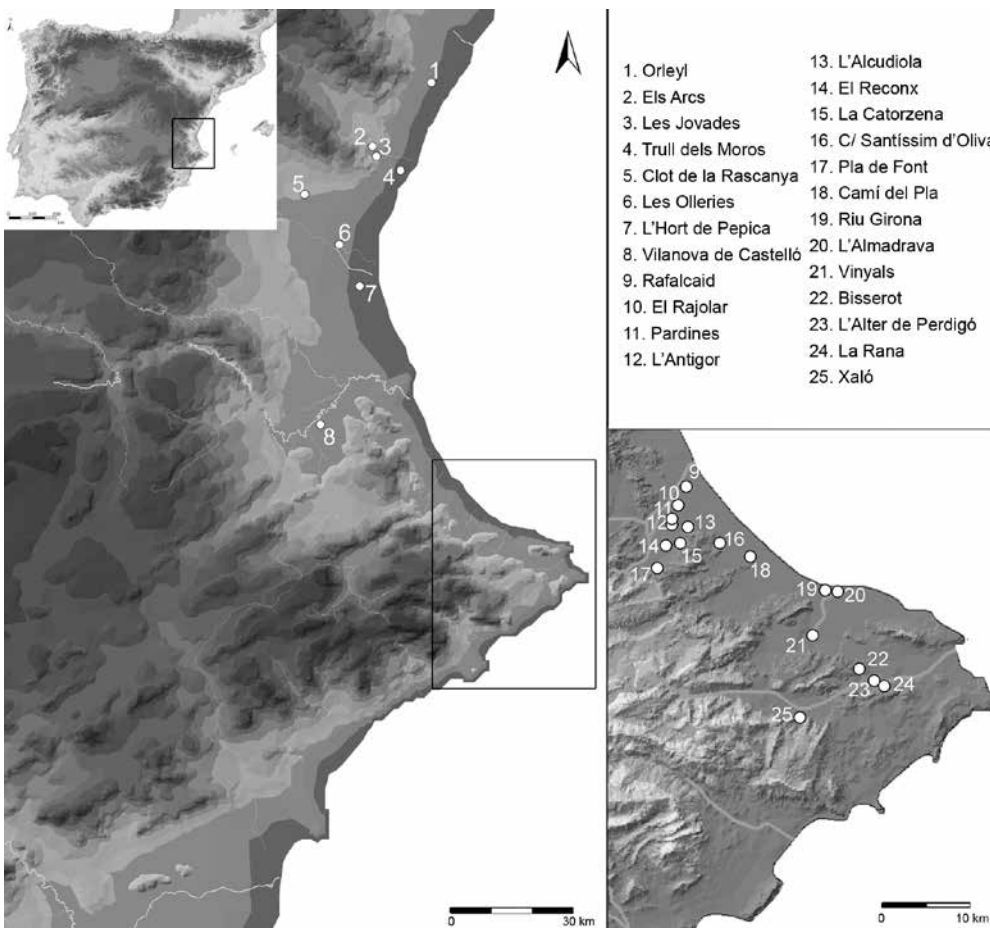 1. Orleyl
2. Els Arcs
3. Les Jovades
4. Trull dels Moros
5. Clot de la Rascanya
6. Les Olleries
7. L'Hort de Pepica
8. Vilanova de Castelló
9. Rafalcaid
10. El Rajolar
11. Pardines
12. L'Antigor
13. L'Alcudiola
14. El Reconx
15. La Catorzena
16. C/ Santíssim d'Oliva
17. Pla de Font
18. Camí del Pla
19. Riu Girona
20. L'Almadrava
21. Vinyals
22. Bisserot
23. L'Alter de Perdigó
24. La Rana
25. Xaló
1
2
3
4
5
6
7
8
0 30 km
9
10
11
12
13
14
15
16
17
18
19
20
21
22
23
24
25
0 10 km